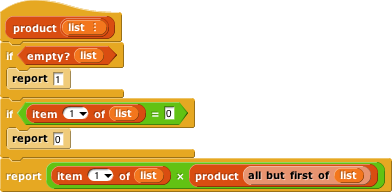 product list ⋮
if empty? list
report 1
if item 1 of list = 0
report 0
report item 1 of list × product all but first of list